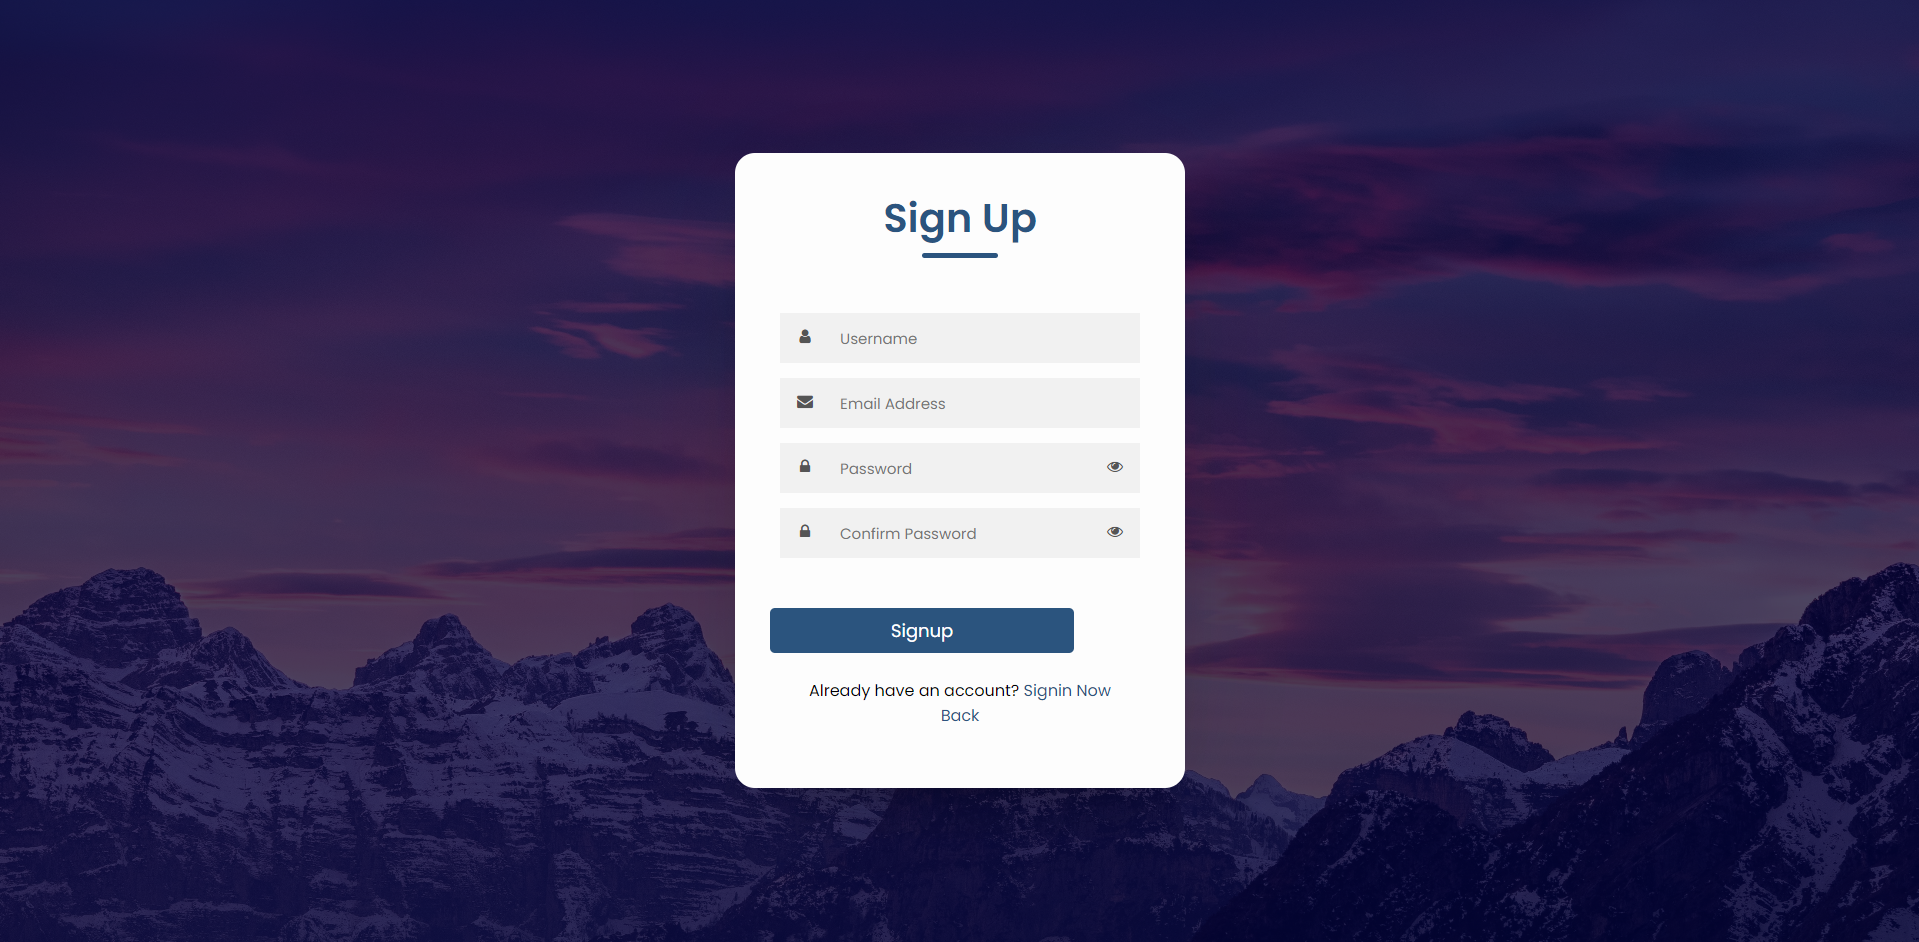 Sign Up
Username
Email Address
Password
Confirm Password
Signup
Already have an account? Signin Now
Back